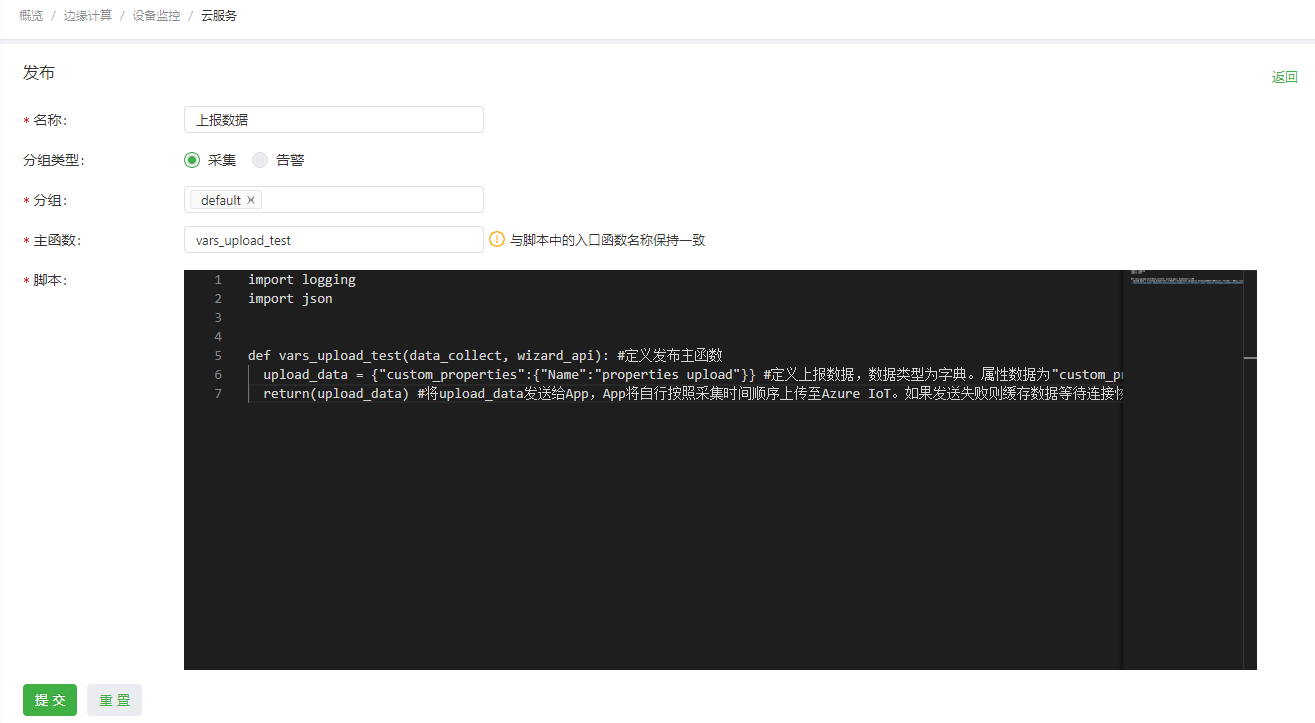 概览 / 边缘计算 / 设备监控 / 云服务
发布
返回
* 名称: 上报数据
分组类型: 采集 告警
* 分组: default ×
* 主函数: vars_upload_test 与脚本中的入口函数名称保持一致
* 脚本:
1 import logging
2 import json
3
4
5 def vars_upload_test(data_collect, wizard_api): #定义发布主函数
6 upload_data = {"custom_properties":{"Name":"properties upload"}} #定义上报数据，数据类型为字典。属性数据为"custom_p
7 return(upload_data) #将upload_data发送给App，App将自行按照采集时间顺序上传至Azure IoT。如果发送失败则缓存数据等待连接
提 交 重 置